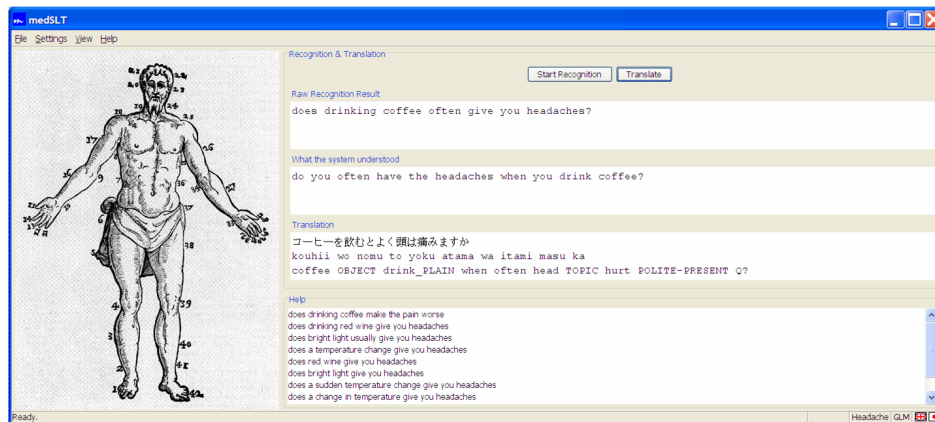 medSLT
File Settings View Help
Recognition & Translation
Start Recognition Translate
Raw Recognition Result
does drinking coffee often give you headaches?
What the system understood
do you often have the headaches when you drink coffee?
Translation
コーヒーを飲むとよく頭は痛みますか
kouhii wo nomu to yoku atama wa itami masu ka
coffee OBJECT drink_PLAIN when often head TOPIC hurt POLITE-PRESENT Q?
Help
does drinking coffee make the pain worse
does drinking red wine give you headaches
does bright light usually give you headaches
does a temperature change give you headaches
does red wine give you headaches
does bright light give you headaches
does a sudden temperature change give you headaches
does a change in temperature give you headaches
Ready.
Headache GLM